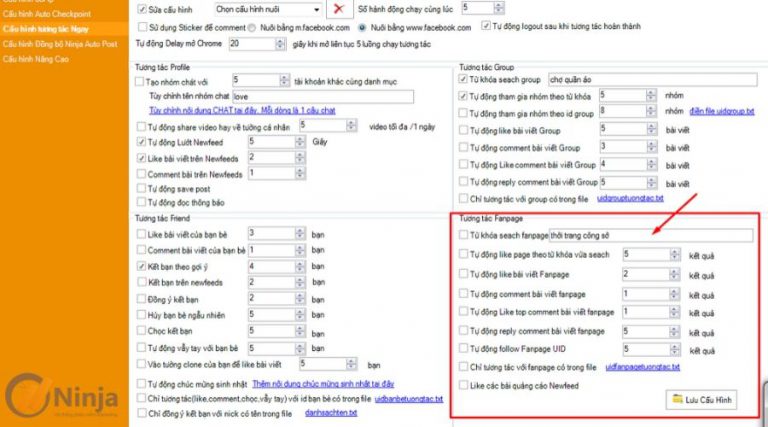 Cấu hình Auto Checkpoint
Cấu hình tương tác Ngay
Cấu hình Đồng bộ Ninja Auto Post
Cấu hình Nâng Cao
Sửa cấu hình
Chọn cấu hình nuôi
Số hành động chạy cùng lúc
5
Sử dụng Sticker để comment
Nuôi bằng m.facebook.com
Nuôi bằng www.facebook.com
Tự động logout sau khi tương tác hoàn thành
Tự động Delay mở Chrome
20
giây khi mở liên tục 5 luồng chạy tương tác
Tương tác Profile
Tạo nhóm chát với
5
tài khoản khác cùng danh mục
Tùy chỉnh tên nhóm chat
love
Tùy chỉnh nội dung CHAT tại đây. Mỗi dòng là 1 câu chat
Tự động share video hay về tường cá nhân
5
video tối đa /1 ngày
Tự động Lướt Newfeed
5
Giây
Like bài viết trên Newfeeds
2
Comment bài trên Newfeeds
1
Tự động save post
Tự động đọc thông báo
Tương tác Friend
Like bài viết của bạn bè
3
bạn
Comment bài viết của bạn bè
1
bạn
Kết bạn theo gợi ý
4
bạn
Kết bạn trên newfeeds
2
bạn
Đồng ý kết bạn
2
bạn
Hủy bạn bè ngẫu nhiên
5
bạn
Chọc kết bạn
5
bạn
Tự động vẫy tay với bạn bè
5
bạn
Vào tường clone của bạn để like bài viết
5
bạn
Tự động chúc mừng sinh nhật
Thêm nội dung chúc mừng sinh nhật tại đây
Chỉ tương tác(like,comment,chọc,vẫy tay) với id bạn bè có trong file
uidbanbetuongtac.txt
Chỉ đồng ý kết bạn với nick có tên trong file
danhsachten.txt
Tương tác Group
Từ khóa seach group
chợ quần áo
Tự động tham gia nhóm theo từ khóa
5
nhóm
Tự động tham gia nhóm theo id group
8
nhóm
điền file uidgroup.txt
Tự động like bài viết Group
5
bài viết
Tự động comment bài viết Group
3
bài viết
Tự động Like comment bài viết Group
4
bài viết
Tự động reply comment bài viết Group
5
bài viết
Chỉ tương tác với group có trong file
uidgrouptuongtac.txt
Tương tác Fanpage
Từ khóa seach fanpage
thời trang công sở
Tự động like page theo từ khóa vừa seach
5
kết quả
Tự động like bài viết Fanpage
2
kết quả
Tự động comment bài viết fanpage
1
kết quả
Tự động Like top comment bài viết fanpage
1
kết quả
Tự động reply comment bài viết fanpage
5
kết quả
Tự động follow Fanpage UID
5
kết quả
Chỉ tương tác với fanpage có trong file
uidfanpagetuongtac.txt
Like các bài quảng cáo Newfeed
Lưu Cấu Hình
Ninja